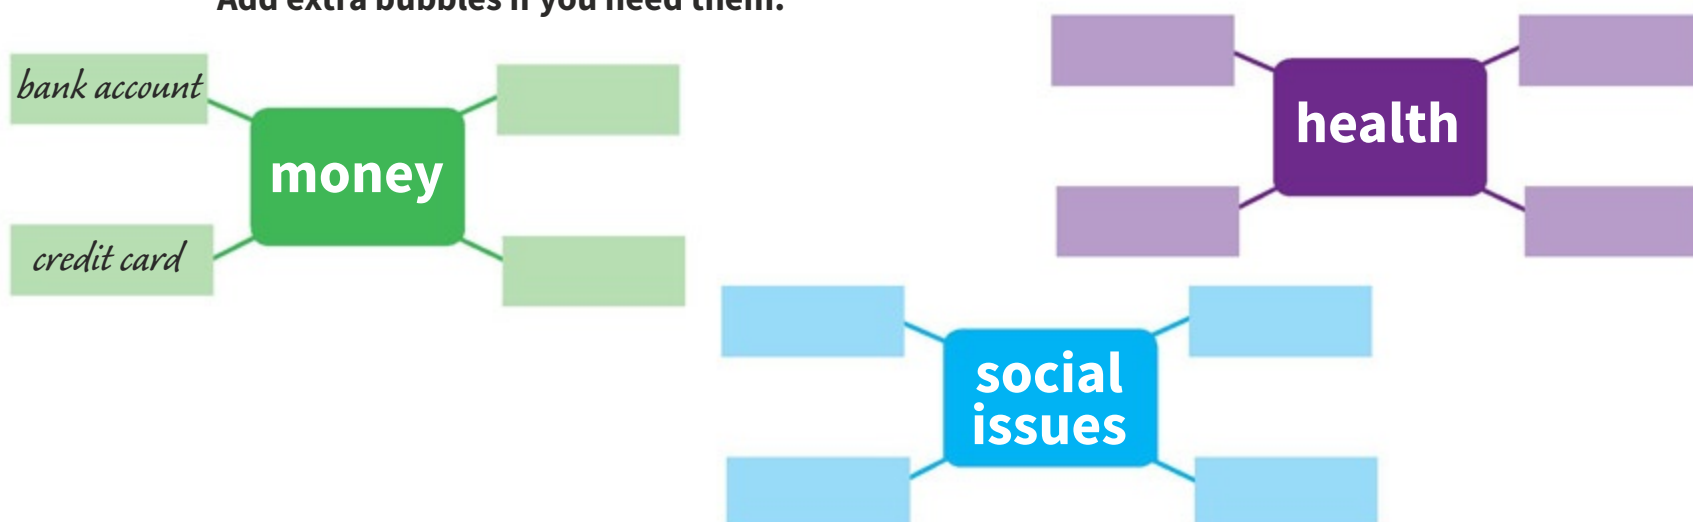 Add extra bubbles if you need them.
bank account
money
credit card
health
social
issues